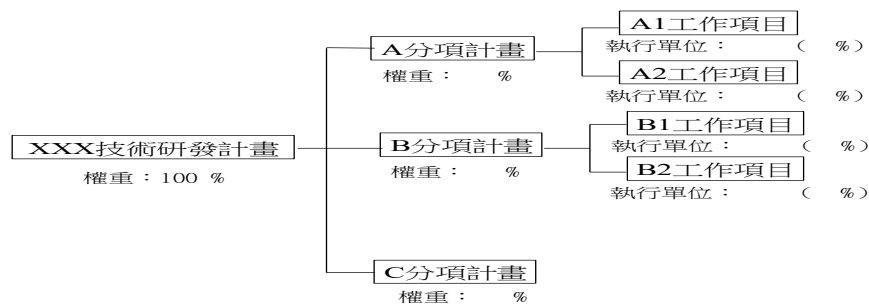 XXX技術研發計畫
權重：100 %
A分項計畫
權重： %
A1工作項目
執行單位： （ %）
A2工作項目
執行單位： （ %）
B分項計畫
權重： %
B1工作項目
執行單位： （ %）
B2工作項目
執行單位： （ %）
C分項計畫
權重： %